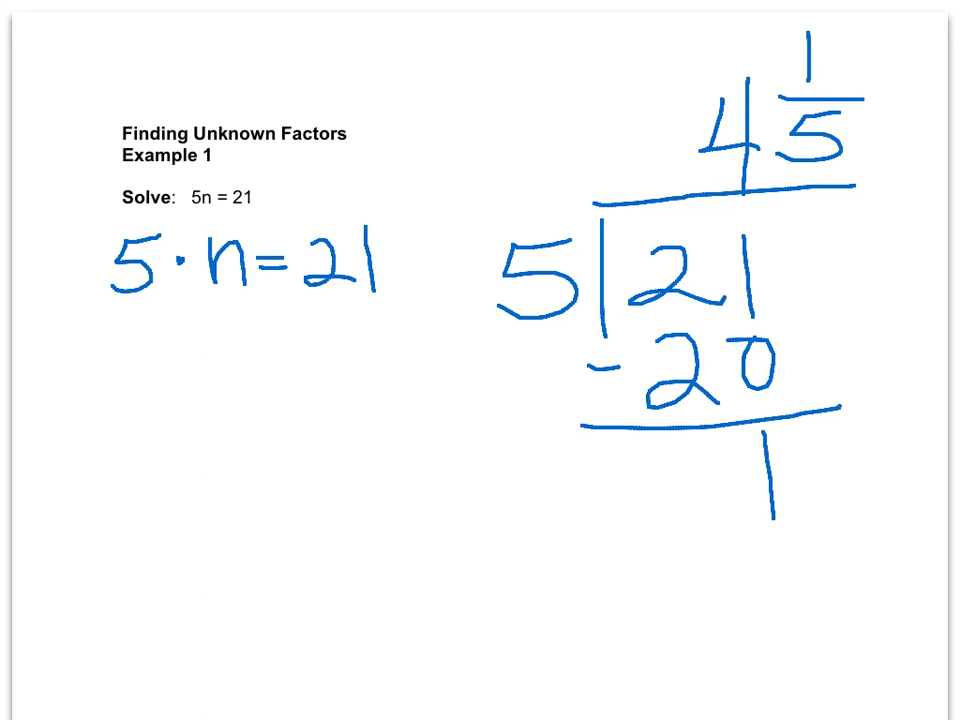 Finding Unknown Factors
Example 1
Solve: 5n = 21
5 · n = 21
4 1/5
5 | 21
- 20
1